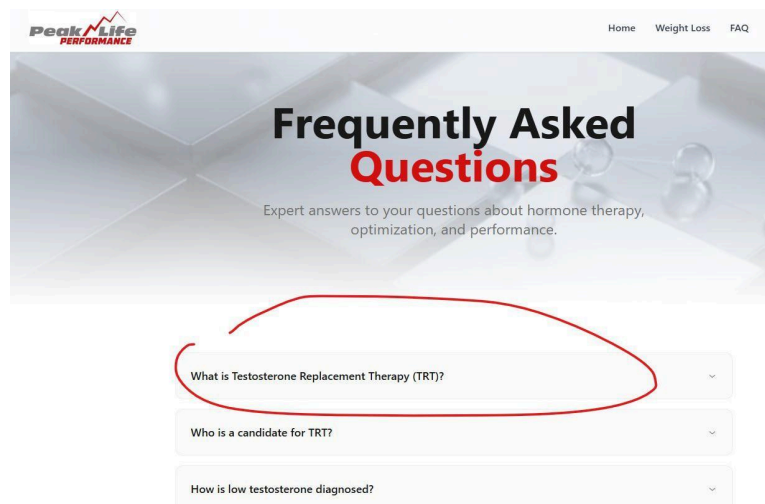 Peak Life
PERFORMANCE
Home Weight Loss FAQ
Frequently Asked
Questions
Expert answers to your questions about hormone therapy,
optimization, and performance.
What is Testosterone Replacement Therapy (TRT)?
Who is a candidate for TRT?
How is low testosterone diagnosed?